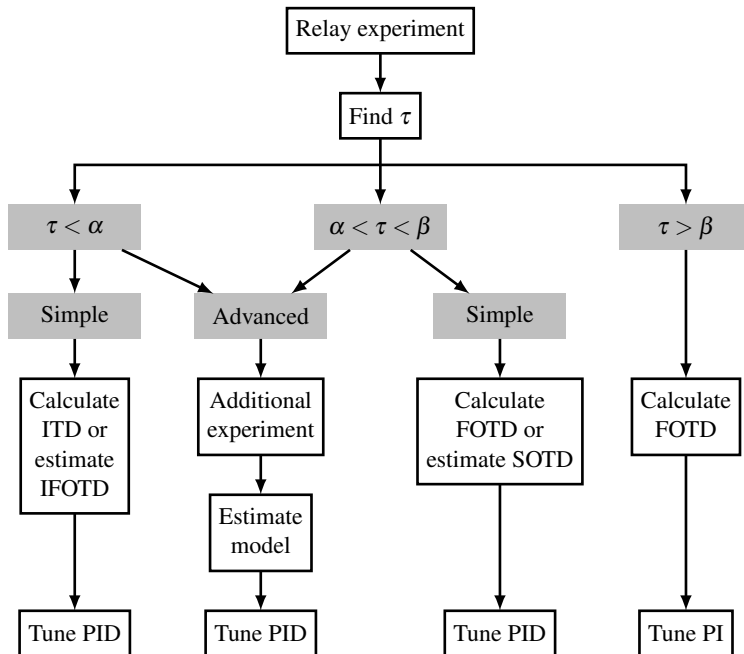 Relay experiment
Find τ
τ < α
α < τ < β
τ > β
Simple
Advanced
Simple
Calculate
ITD or
estimate
IFOTD
Additional
experiment
Calculate
FOTD or
estimate SOTD
Calculate
FOTD
Estimate
model
Tune PID
Tune PID
Tune PID
Tune PI